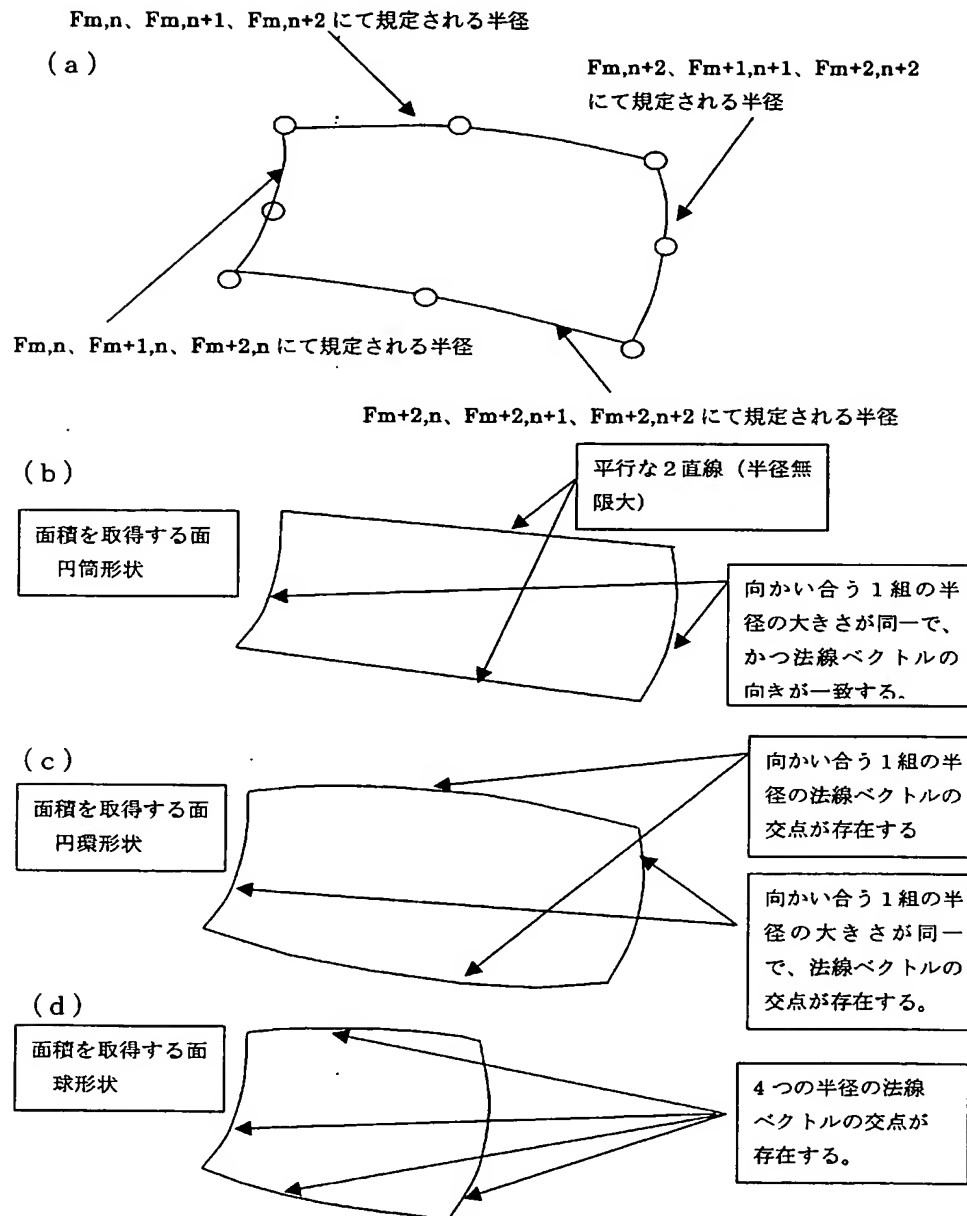 Fm,n、Fm,n+1、Fm,n+2 にて規定される半径
(a)
Fm,n+2、Fm+1,n+1、Fm+2,n+2
にて規定される半径
Fm,n、Fm+1,n、Fm+2,n にて規定される半径
Fm+2,n、Fm+2,n+1、Fm+2,n+2 にて規定される半径
(b)
平行な2直線(半径無
限大)
面積を取得する面
円筒形状
向かい合う1組の半
径の大きさが同一で、
かつ法線ベクトルの
向きが一致する。
(c)
向かい合う1組の半
径の法線ベクトルの
交点が存在する
面積を取得する面
円環形状
向かい合う1組の半
径の大きさが同一
で、法線ベクトルの
交点が存在する。
(d)
面積を取得する面
球形状
4つの半径の法線
ベクトルの交点が
存在する。